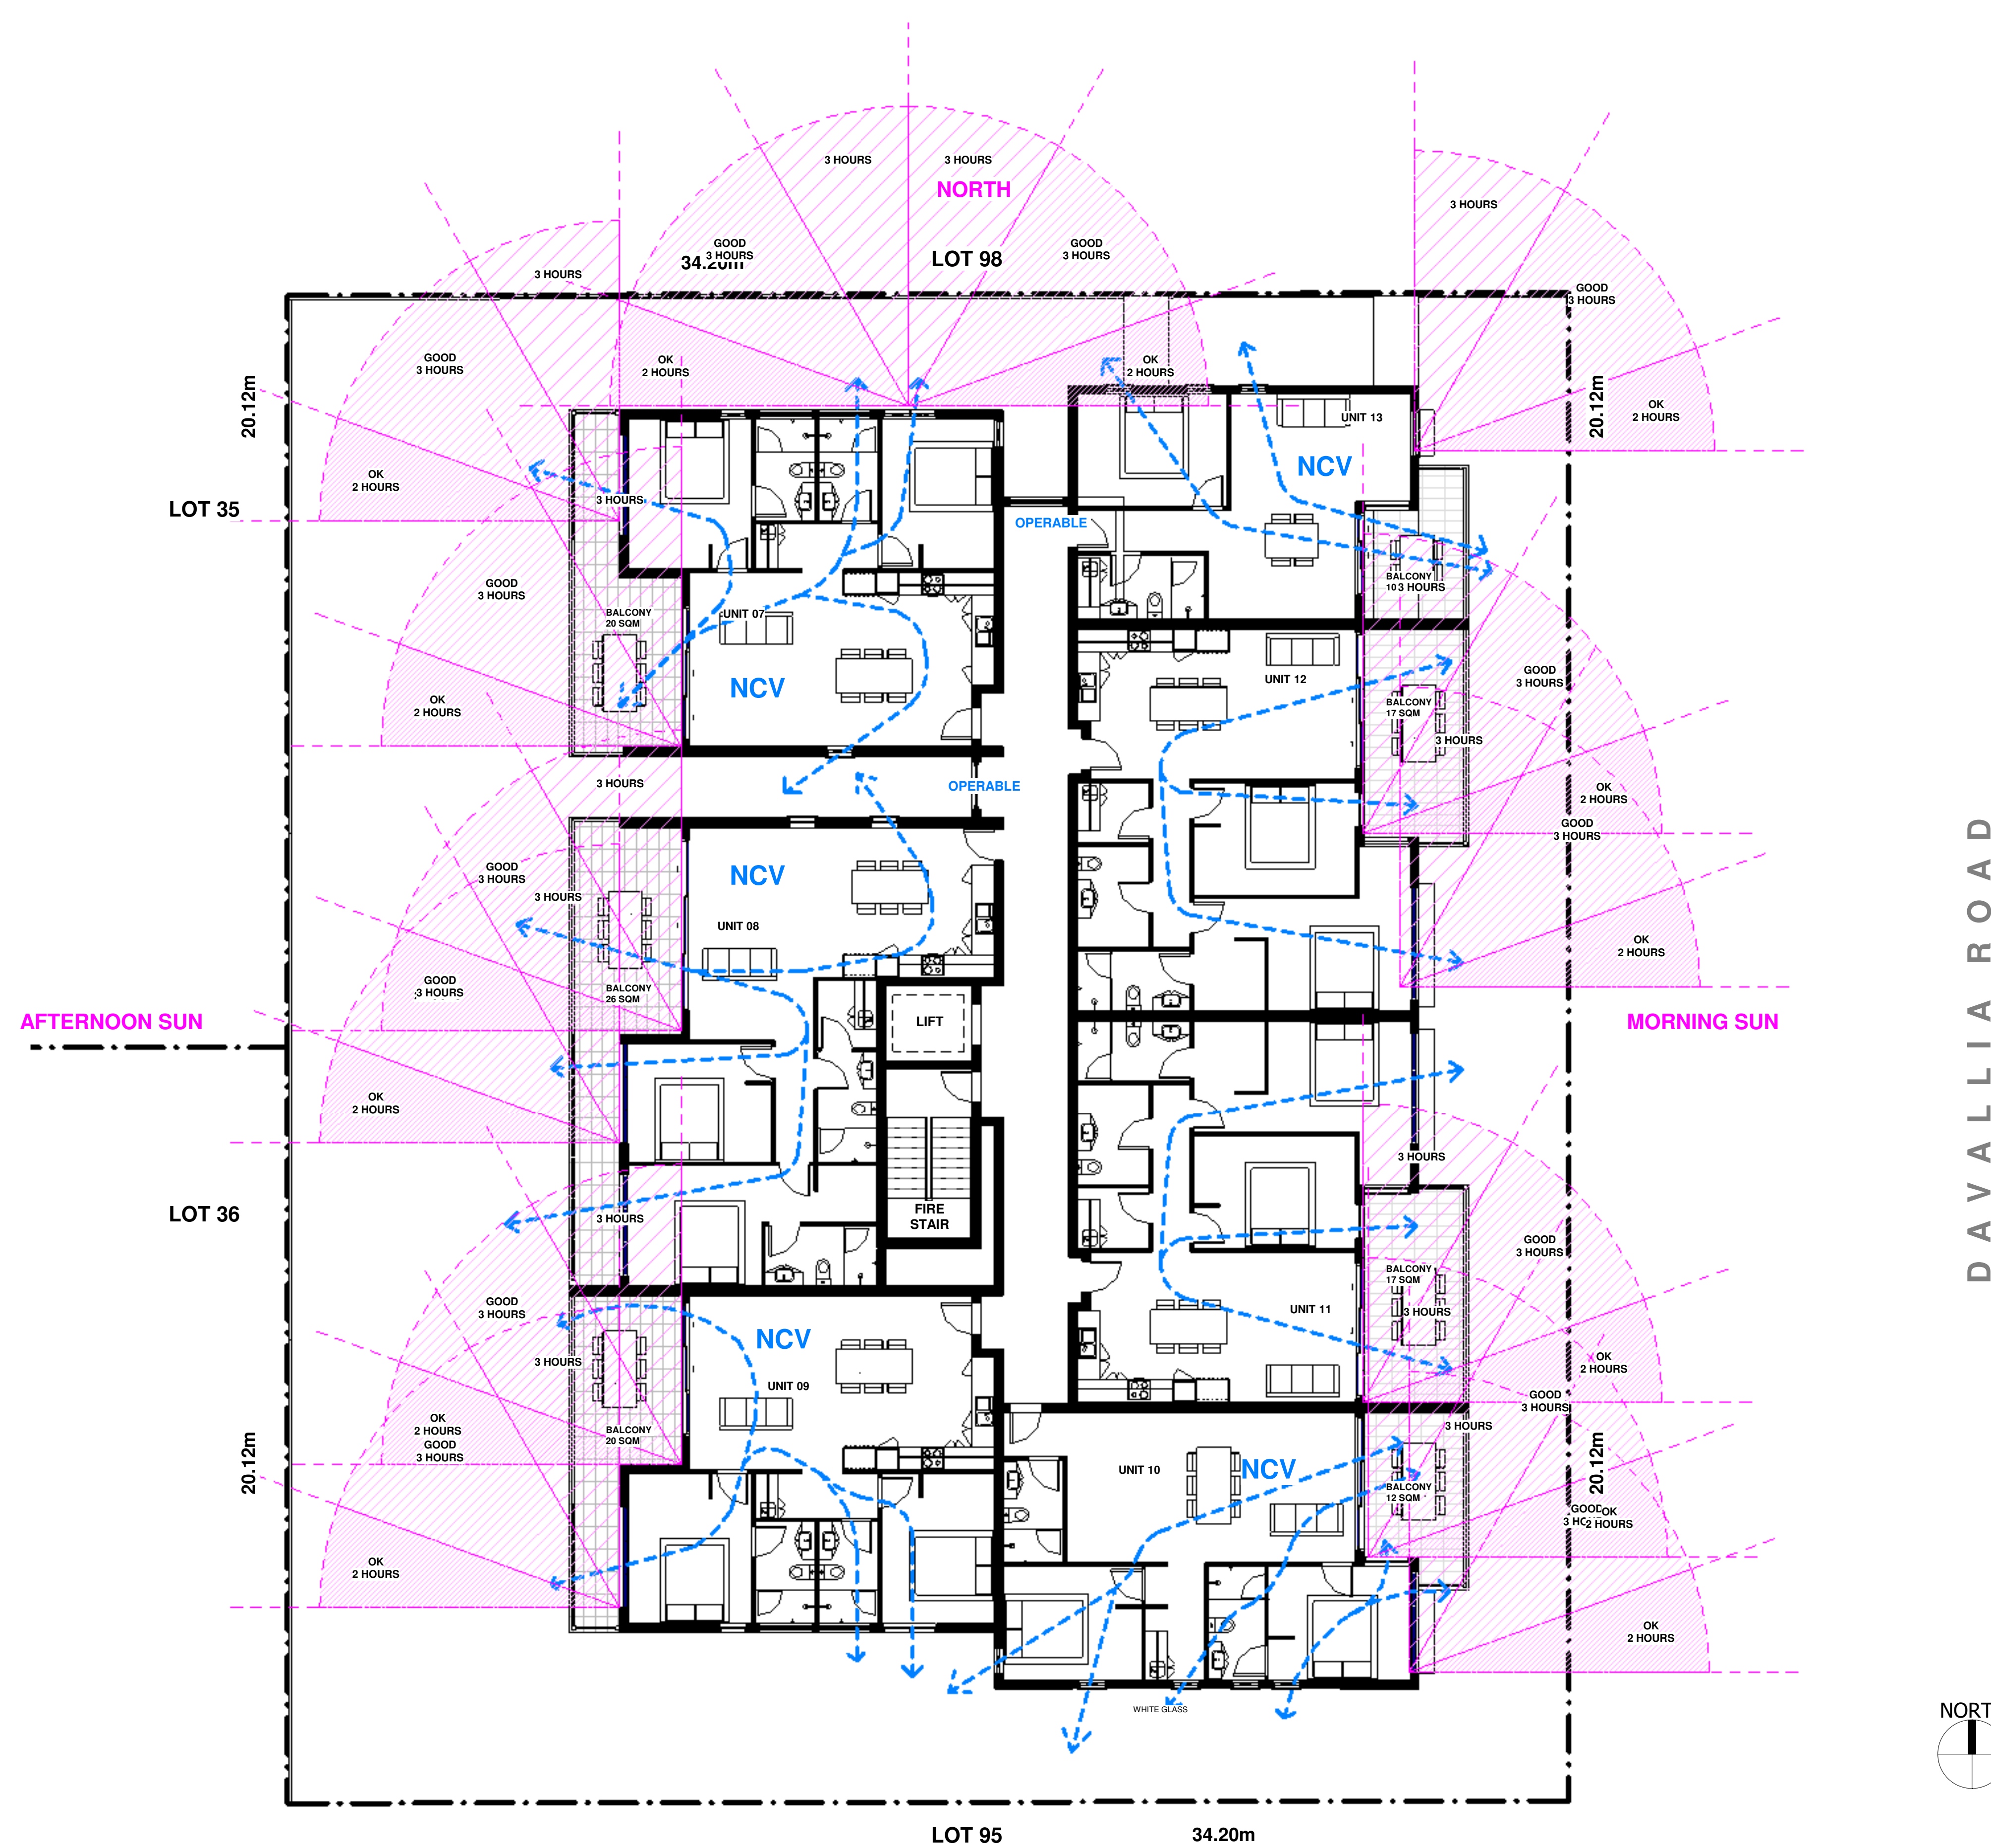 3 HOURS
3 HOURS
NORTH
3 HOURS
GOOD
3 HOURS
34.20m
LOT 98
GOOD
3 HOURS
3 HOURS
GOOD
3 HOURS
GOOD
3 HOURS
OK
2 HOURS
OK
2 HOURS
20.12m
20.12m
OK
2 HOURS
UNIT 13
NCV
OK
2 HOURS
LOT 35
3 HOURS
OPERABLE
GOOD
3 HOURS
BALCONY
10
3 HOURS
BALCONY
20 SQM
UNIT 07
NCV
UNIT 12
GOOD
3 HOURS
OK
2 HOURS
BALCONY
17 SQM
3 HOURS
3 HOURS
OPERABLE
OK
2 HOURS
GOOD
3 HOURS
GOOD
3 HOURS
NCV
3 HOURS
UNIT 08
OK
2 HOURS
GOOD
3 HOURS
BALCONY
26 SQM
AFTERNOON SUN
LIFT
MORNING SUN
DAVALLIA ROAD
OK
2 HOURS
3 HOURS
LOT 36
3 HOURS
FIRE
STAIR
GOOD
3 HOURS
BALCONY
17 SQM
GOOD
3 HOURS
3 HOURS
UNIT 11
NCV
3 HOURS
UNIT 09
OK
2 HOURS
OK
2 HOURS
GOOD
3 HOURS
GOOD
3 HOURS
BALCONY
20 SQM
3 HOURS
20.12m
20.12m
UNIT 10
NCV
BALCONY
12 SQM
GOOD
OK
2 HOURS
OK
2 HOURS
OK
2 HOURS
WHITE GLASS
NORT
LOT 95
34.20m